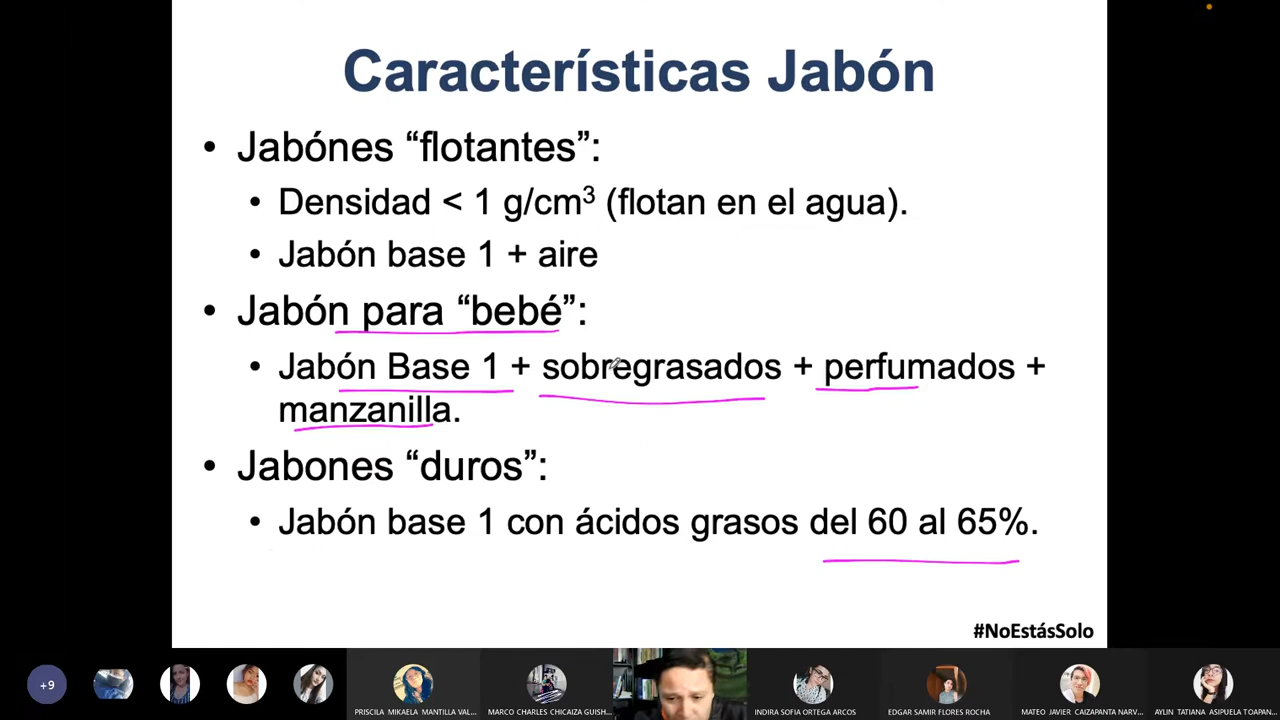 Características Jabón
• Jabónes “flotantes”:
• Densidad < 1 g/cm³ (flotan en el agua).
• Jabón base 1 + aire
• Jabón para “bebé”:
• Jabón Base 1 + sobregrasados + perfumados +
manzanilla.
• Jabones “duros”:
• Jabón base 1 con ácidos grasos del 60 al 65%.
#NoEstásSolo
+9
PRISCILA MIKAELA MANTILLA VAL...
MARCO CHARLES CHICAIZA GUISH...
INDIRA SOFIA ORTEGA ARCOS
EDGAR SAMIR FLORES ROCHA
MATEO JAVIER CAIZAPANTA NARV...
AYLIN TATIANA ASIPUELA TOAPAN...